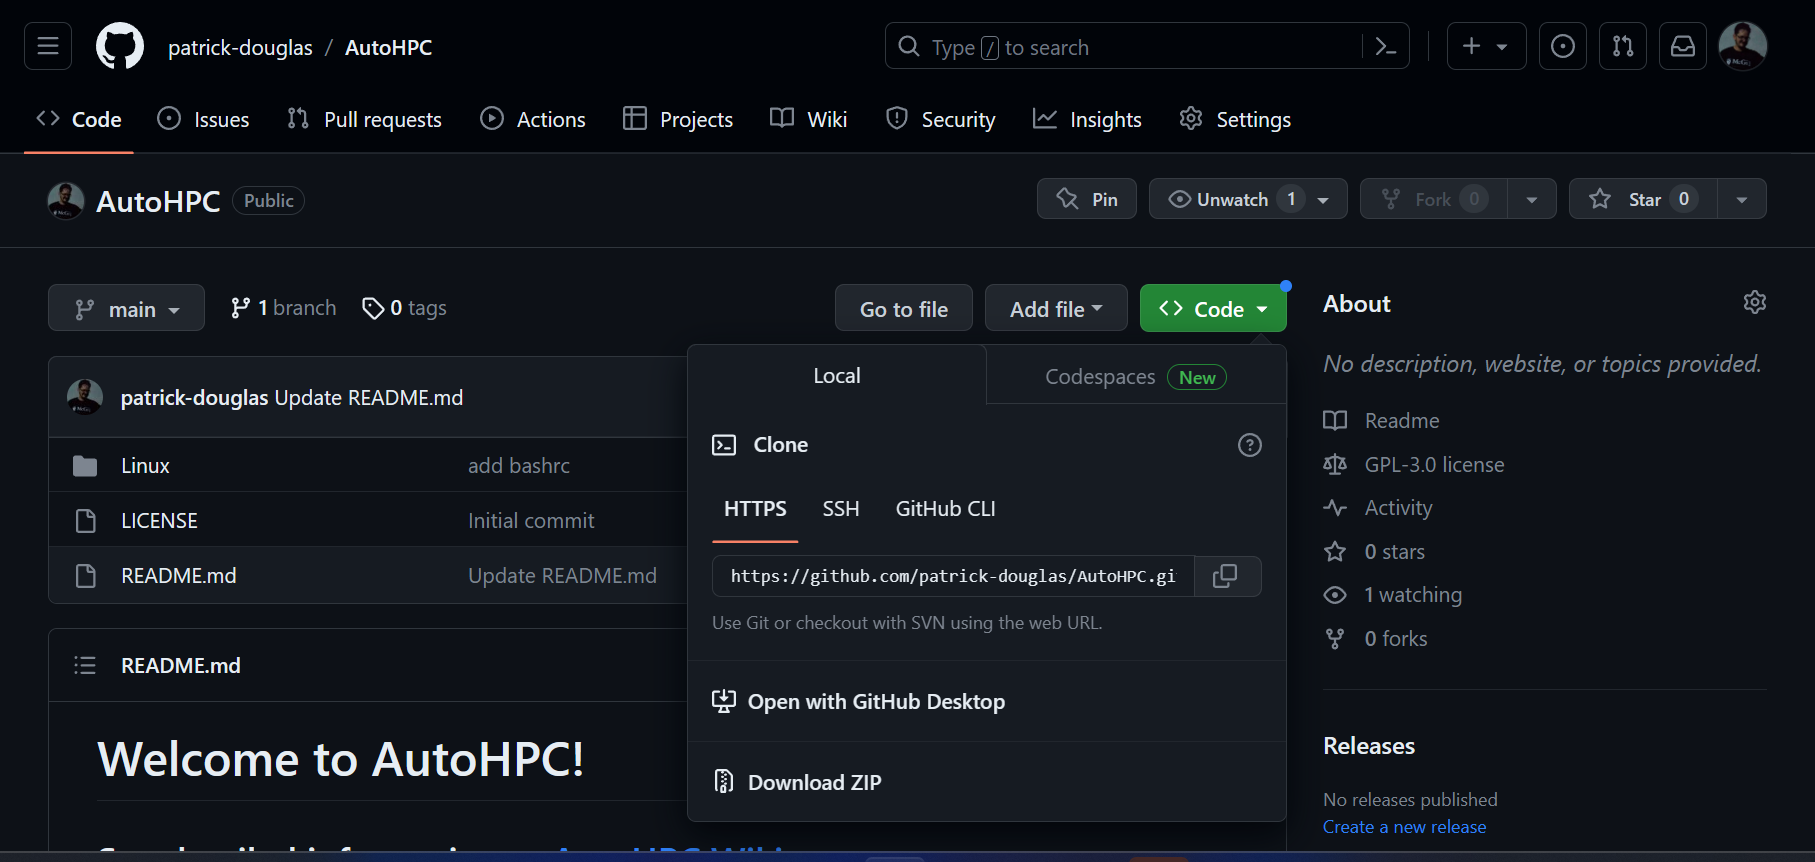 patrick-douglas / AutoHPC
Type / to search
Code Issues Pull requests Actions Projects Wiki Security Insights Settings
AutoHPC Public
Pin Unwatch 1 Fork 0 Star 0
main 1 branch 0 tags
Go to file Add file Code
patrick-douglas Update README.md
Linux add bashrc
LICENSE Initial commit
README.md Update README.md
README.md
Welcome to AutoHPC!
Local Codespaces New
Clone
HTTPS SSH GitHub CLI
https://github.com/patrick-douglas/AutoHPC.gi
Use Git or checkout with SVN using the web URL.
Open with GitHub Desktop
Download ZIP
About
No description, website, or topics provided.
Readme
GPL-3.0 license
Activity
0 stars
1 watching
0 forks
Releases
No releases published
Create a new release